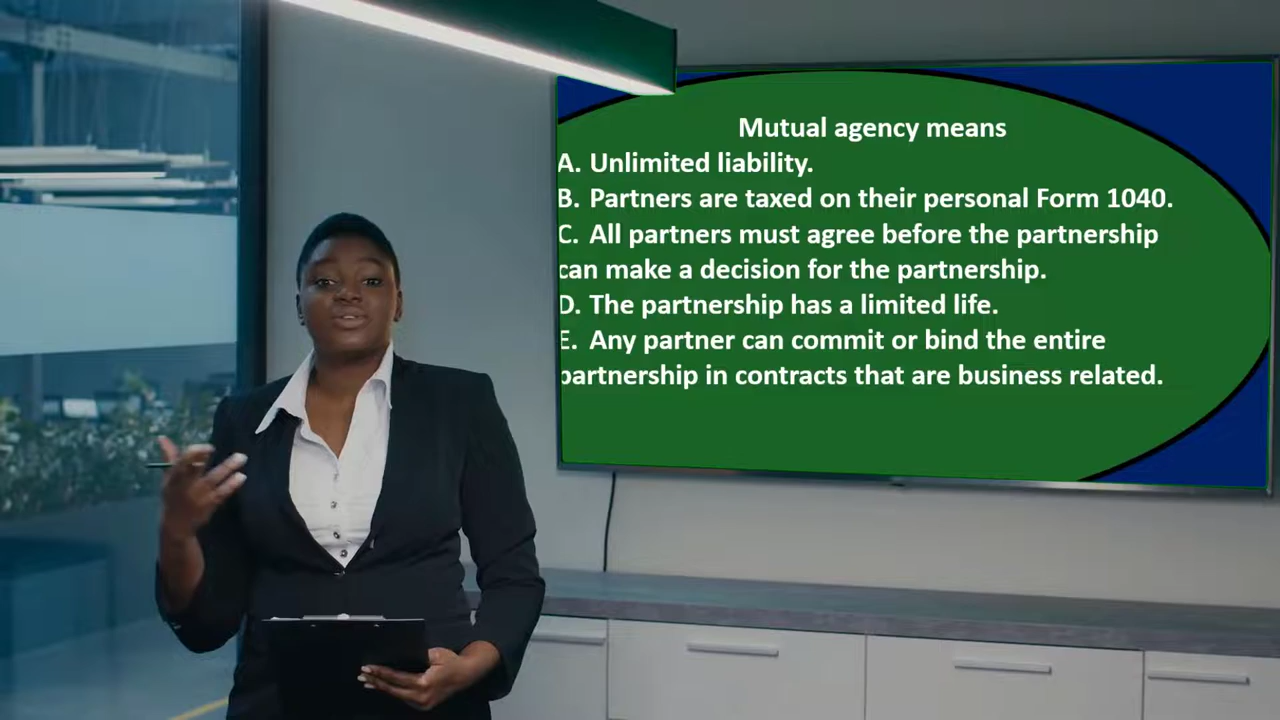 Mutual agency means
A. Unlimited liability.
B. Partners are taxed on their personal Form 1040.
C. All partners must agree before the partnership
can make a decision for the partnership.
D. The partnership has a limited life.
E. Any partner can commit or bind the entire
partnership in contracts that are business related.